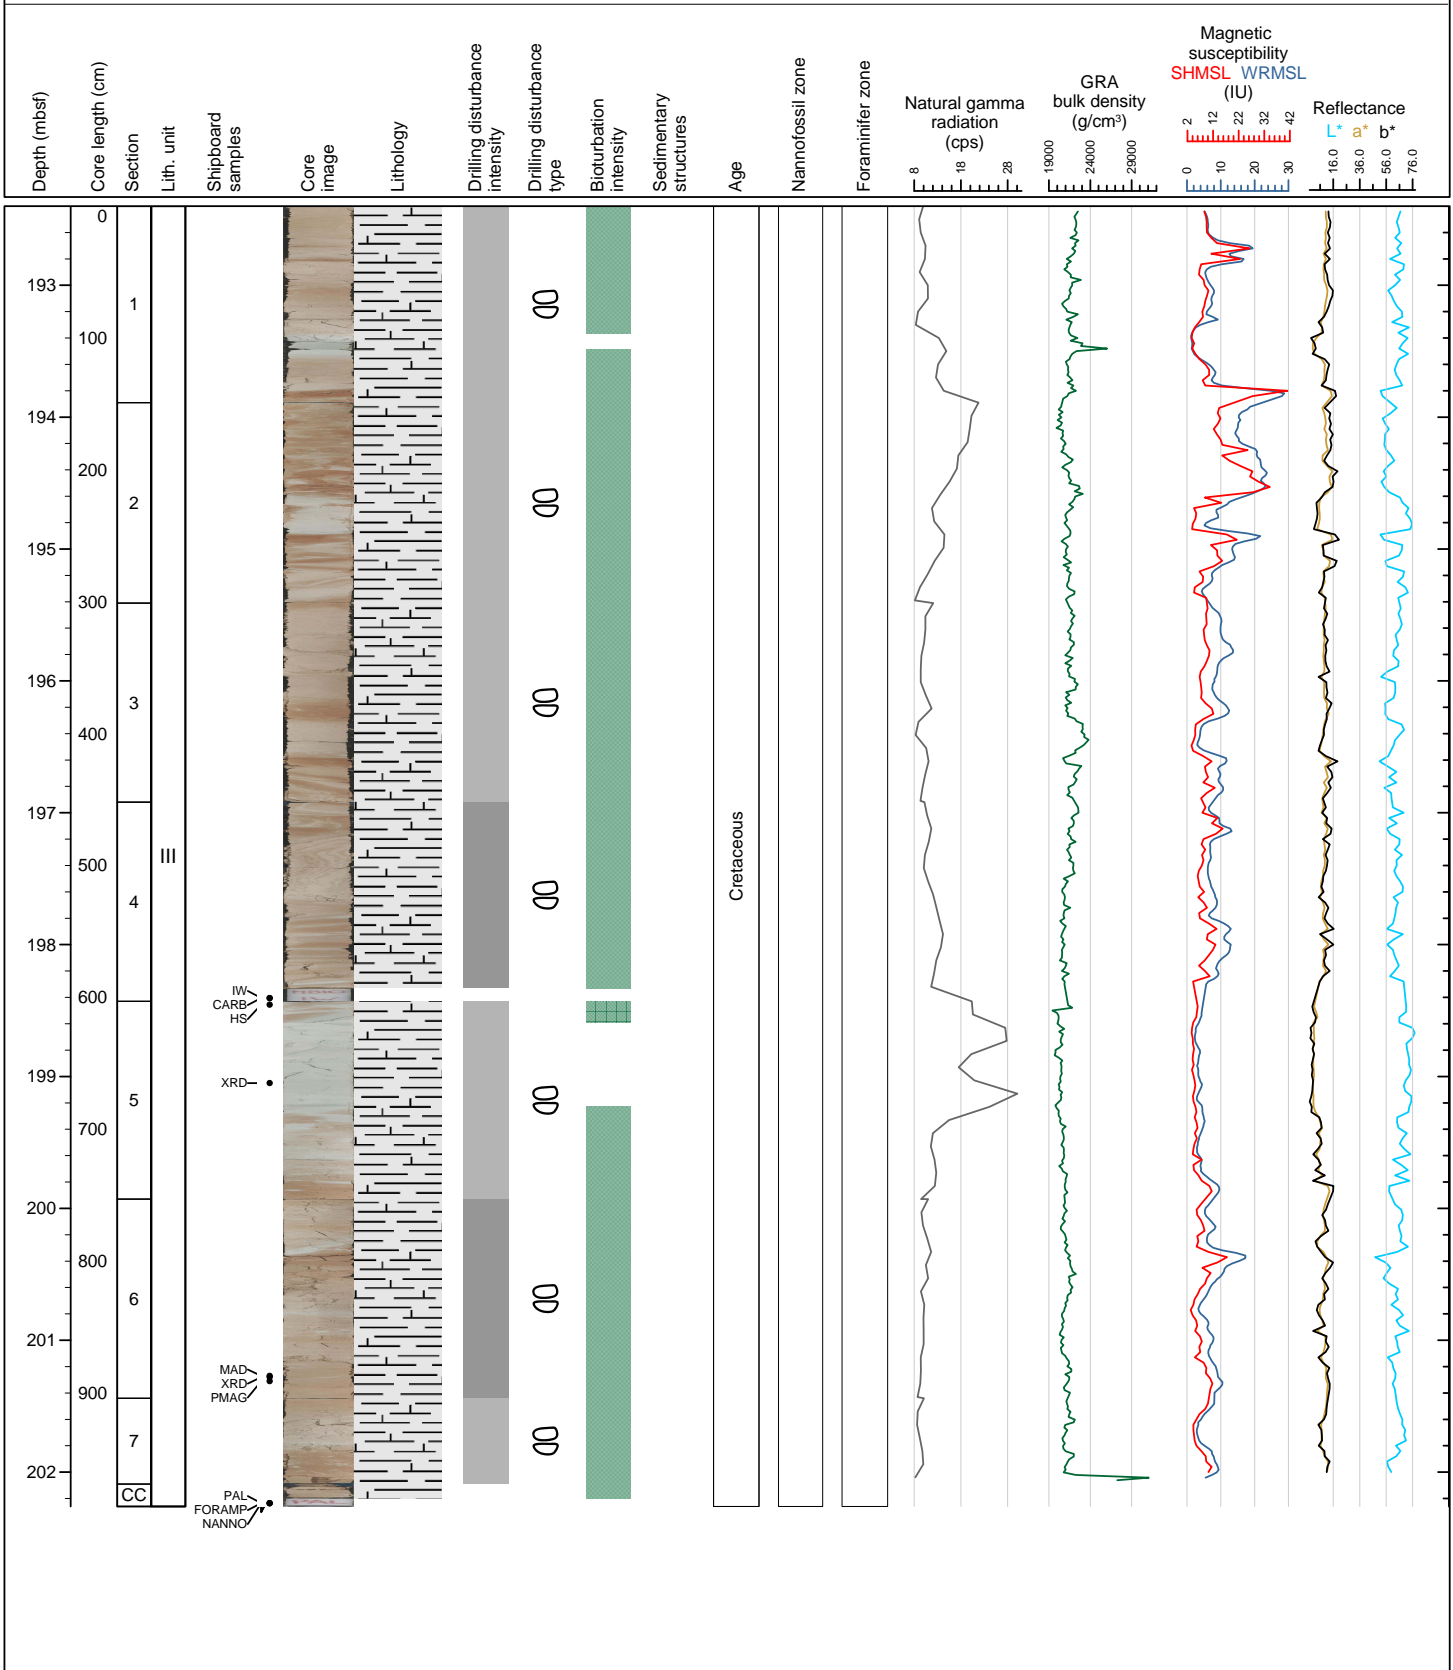 Depth (mbsf)
Core length (cm)
Section
Lith. unit
Shipboard
samples
Core
image
Lithology
Drilling disturbance
intensity
Drilling disturbance
type
Bioturbation
intensity
Sedimentary
structures
Age
Nannofossil zone
Foraminifer zone
Natural gamma
radiation
(cps)
8 18 28
GRA
bulk density
(g/cm³)
19000 24000 29000
Magnetic
susceptibility
SHMSL WRMSL
(IU)
2 12 22 32 42
0 10 20 30
Reflectance
L* a* b*
16.0 36.0 56.0 76.0
0
193
1
100
194
200
2
195
300
196
3
400
197
III
Cretaceous
500
4
198
IW
600
CARB
HS
199
XRD
5
700
200
800
6
201
MAD
XRD
900
PMAG
7
202
CC
PAL
FORAMP
NANNO